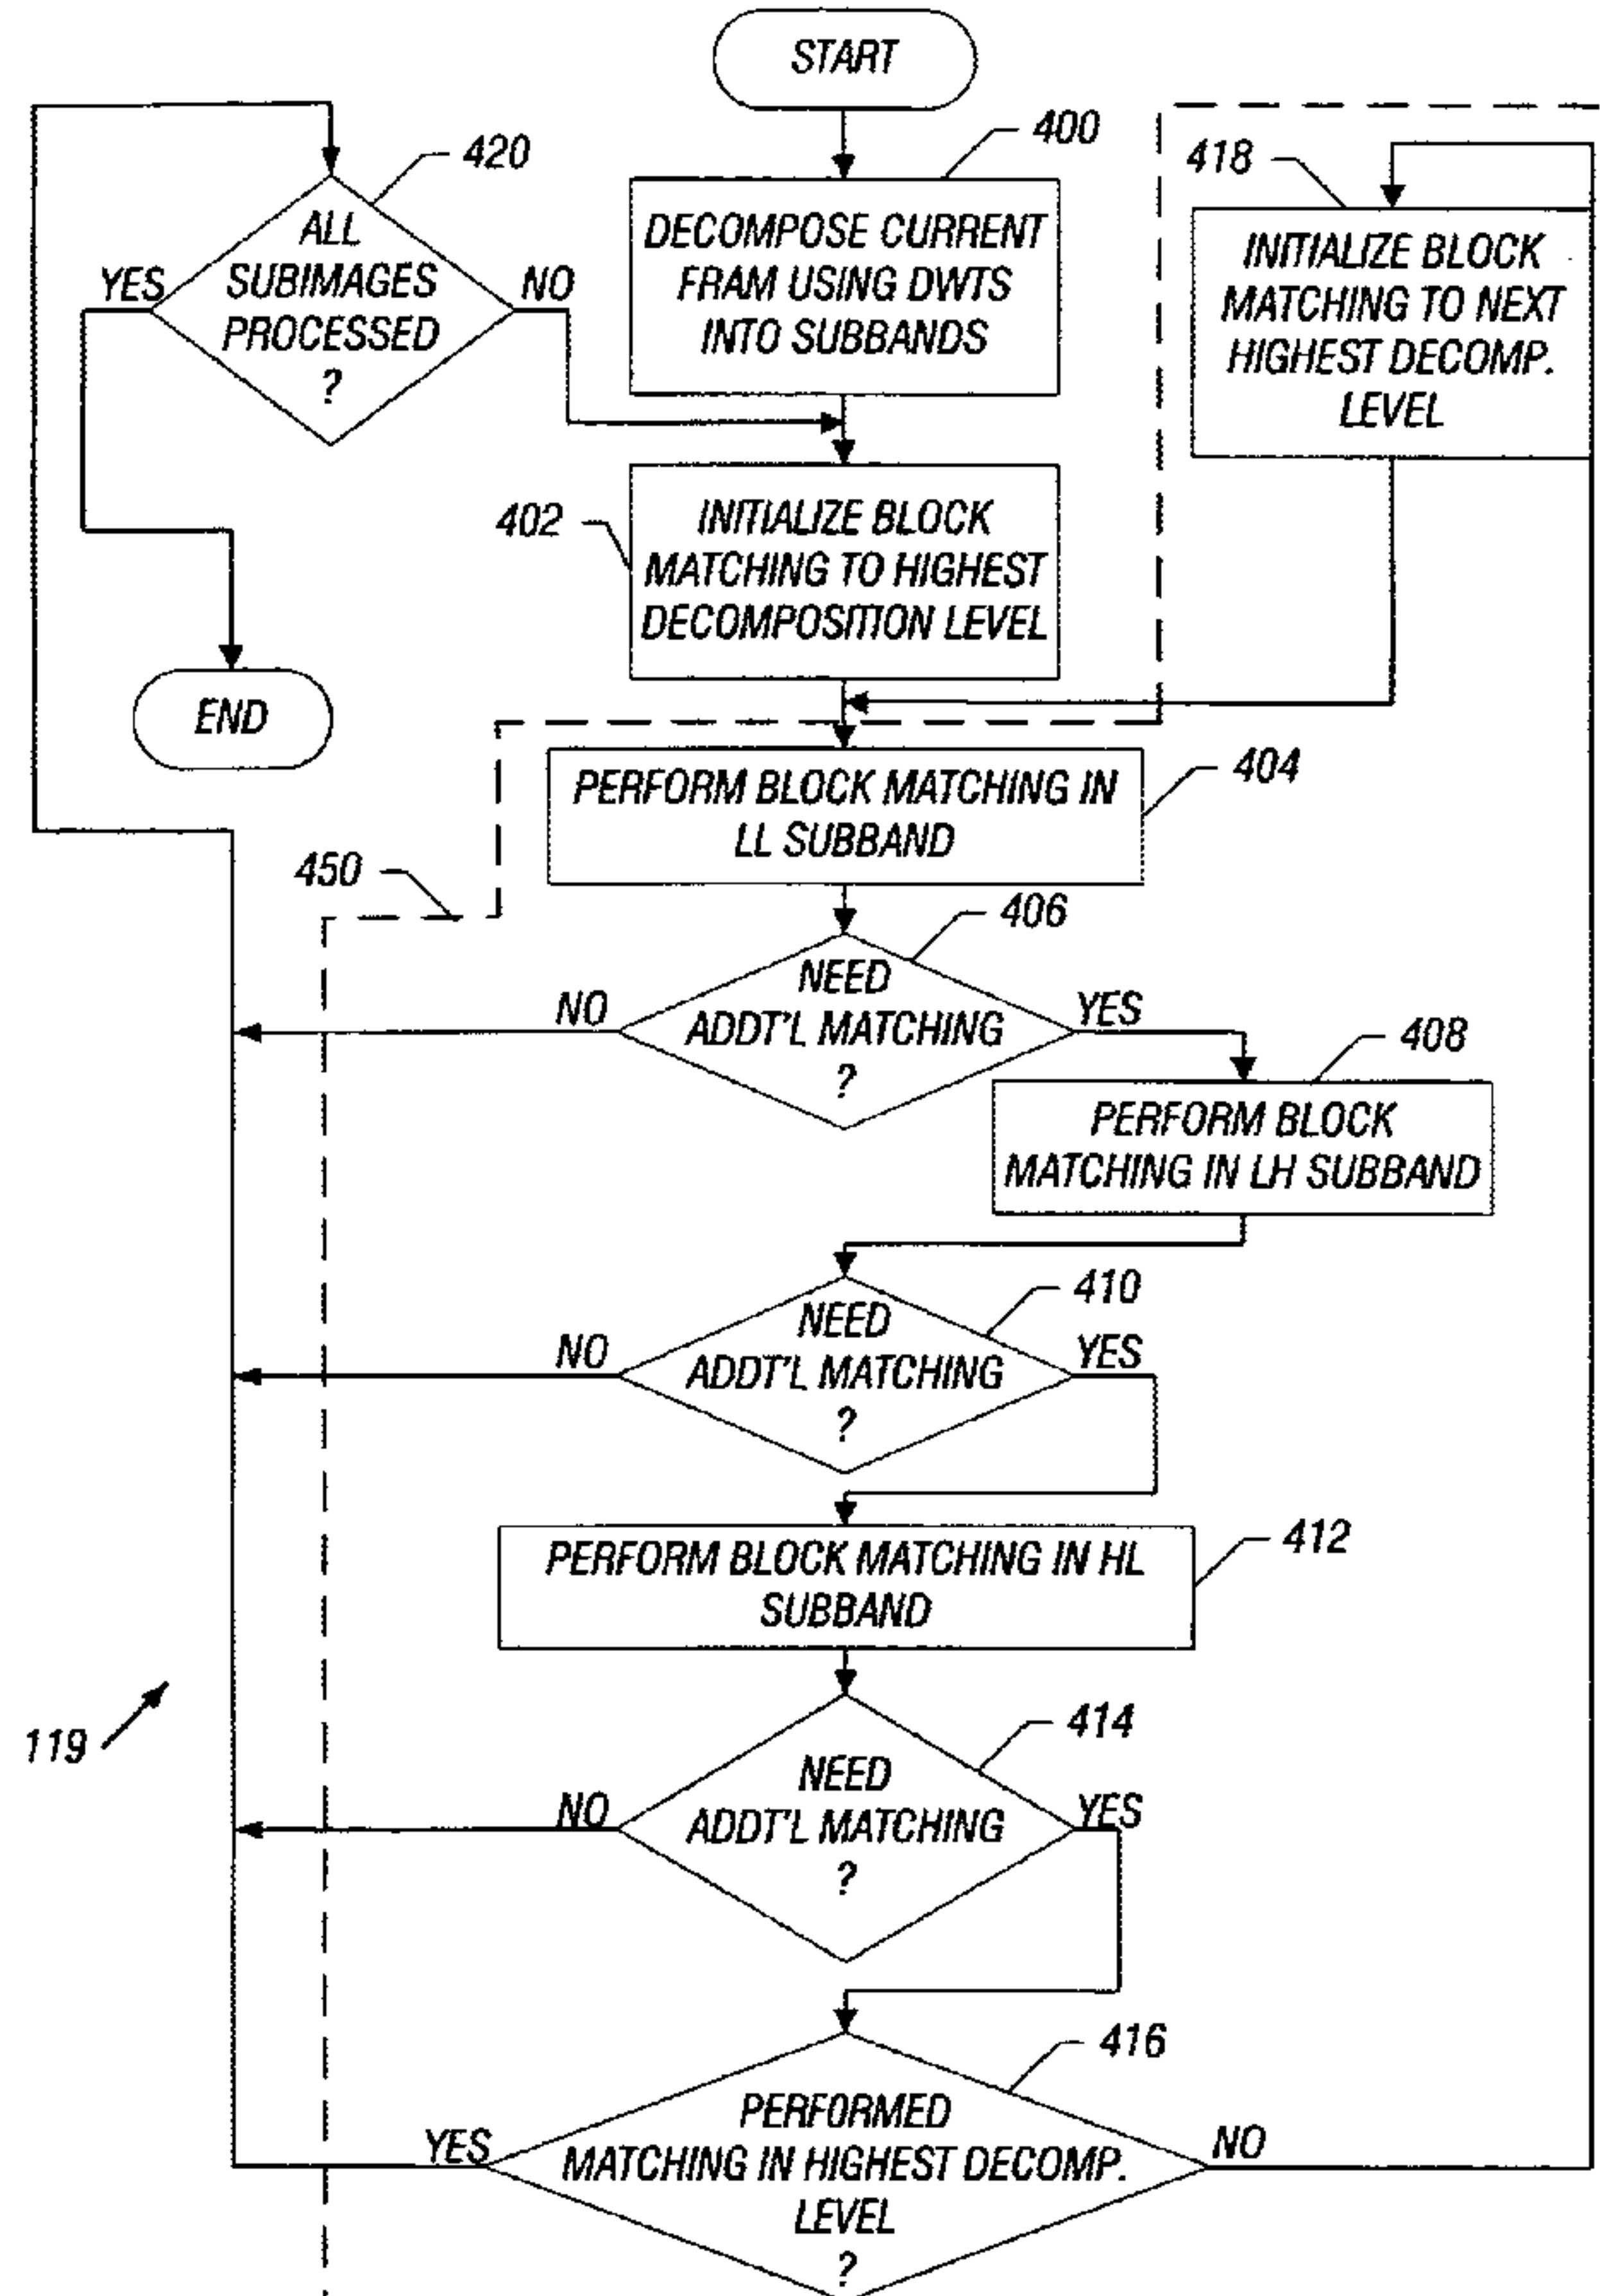 START
400
DECOMPOSE CURRENT
FRAM USING DWTS
INTO SUBBANDS
420
ALL
SUBIMAGES
PROCESSED
?
YES
NO
418
INITIALIZE BLOCK
MATCHING TO NEXT
HIGHEST DECOMP.
LEVEL
402
INITIALIZE BLOCK
MATCHING TO HIGHEST
DECOMPOSITION LEVEL
END
PERFORM BLOCK MATCHING IN
LL SUBBAND
404
450
406
NEED
ADDT'L MATCHING
?
NO
YES
408
PERFORM BLOCK
MATCHING IN LH SUBBAND
410
NEED
ADDT'L MATCHING
?
NO
YES
PERFORM BLOCK MATCHING IN HL
SUBBAND
412
119
414
NEED
ADDT'L MATCHING
?
NO
YES
416
PERFORMED
MATCHING IN HIGHEST DECOMP.
LEVEL
?
YES
NO